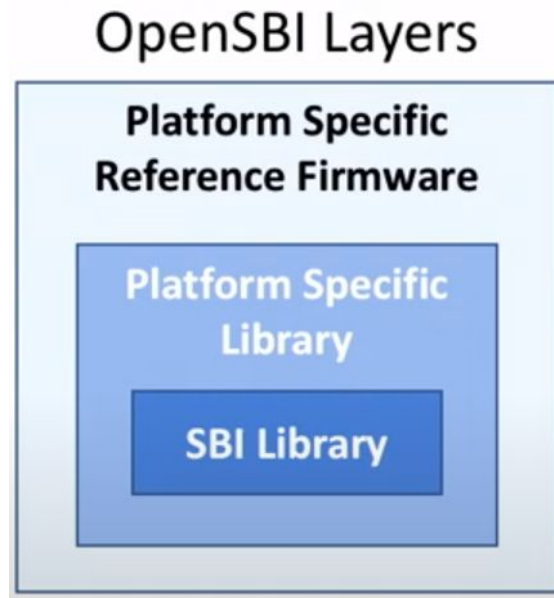 OpenSBI Layers
Platform Specific
Reference Firmware
Platform Specific
Library
SBI Library